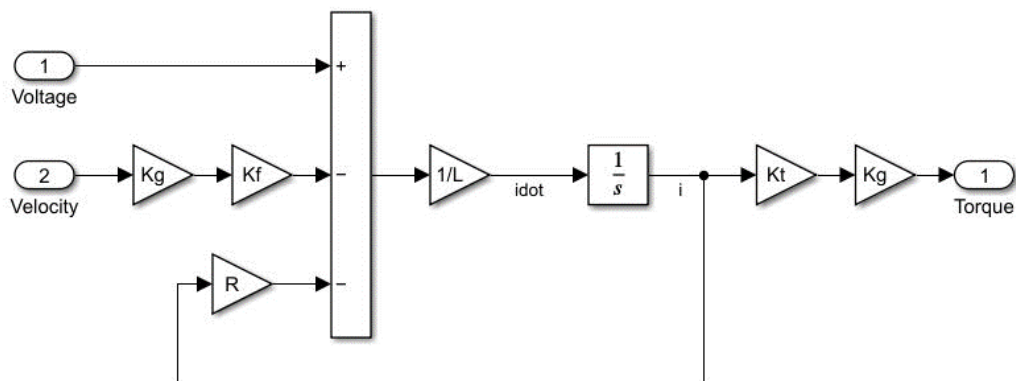 1
+
Voltage
2
Kg
Kf
−
1/L
idot
1
s
i
Kt
Kg
1
Velocity
Torque
R
−